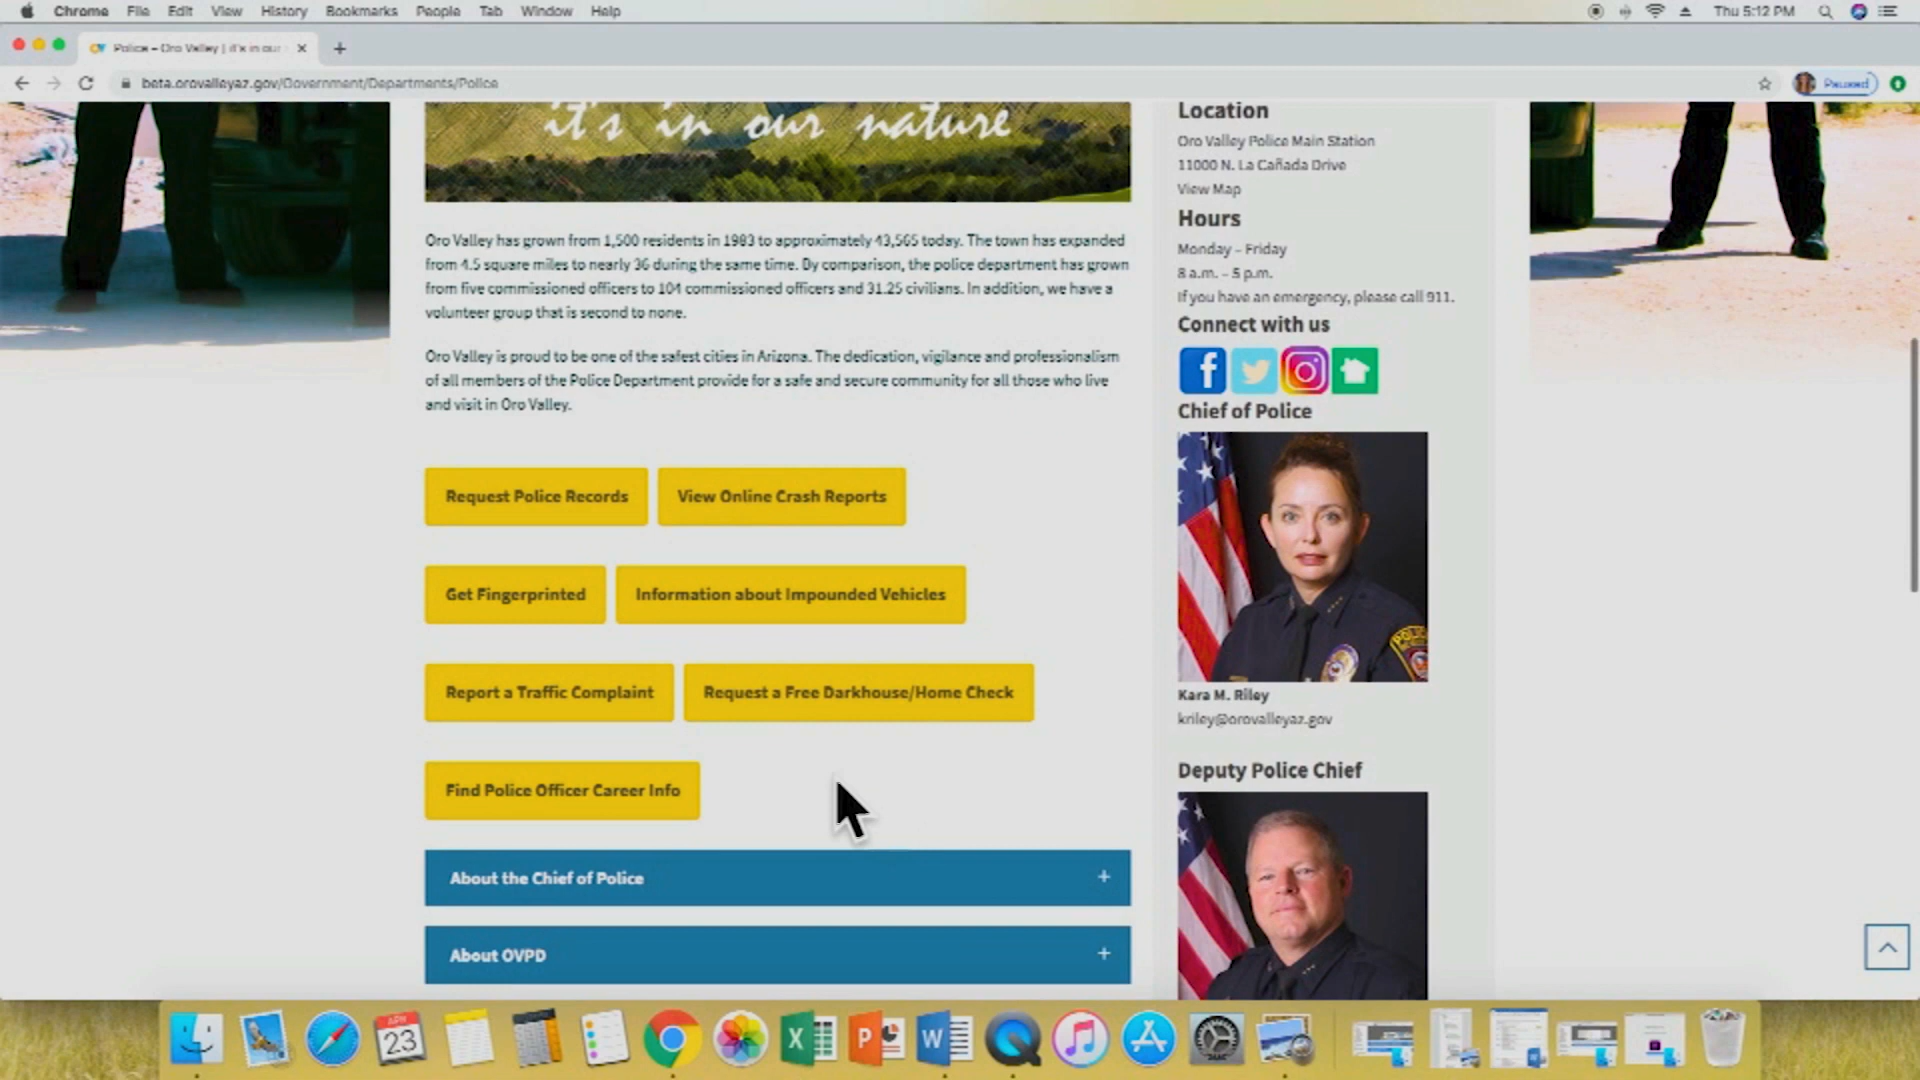 Chrome File Edit View History Bookmarks People Tab Window Help Thu 5:12 PM
Police – Oro Valley | it's in our
beta.orovalleyaz.gov/Government/Departments/Police
Paused
it's in our nature
Oro Valley has grown from 1,500 residents in 1983 to approximately 43,565 today. The town has expanded
from 4.5 square miles to nearly 36 during the same time. By comparison, the police department has grown
from five commissioned officers to 104 commissioned officers and 31.25 civilians. In addition, we have a
volunteer group that is second to none.
Oro Valley is proud to be one of the safest cities in Arizona. The dedication, vigilance and professionalism
of all members of the Police Department provide for a safe and secure community for all those who live
and visit in Oro Valley.
Request Police Records
View Online Crash Reports
Get Fingerprinted
Information about Impounded Vehicles
Report a Traffic Complaint
Request a Free Darkhouse/Home Check
Find Police Officer Career Info
About the Chief of Police
About OVPD
Location
Oro Valley Police Main Station
11000 N. La Cañada Drive
View Map
Hours
Monday – Friday
8 a.m. – 5 p.m.
If you have an emergency, please call 911.
Connect with us
Chief of Police
POLICE
Kara M. Riley
kriley@orovalleyaz.gov
Deputy Police Chief
APR
23